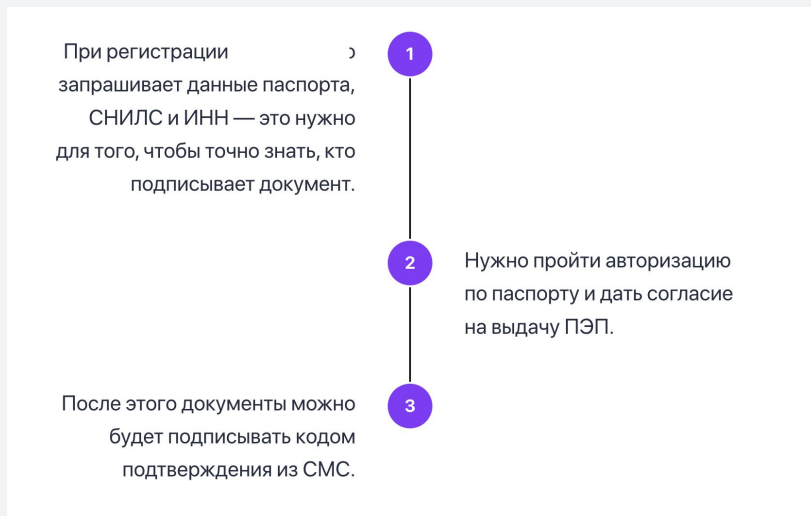 При регистрации
запрашивает данные паспорта,
СНИЛС и ИНН — это нужно
для того, чтобы точно знать, кто
подписывает документ.
1
2
Нужно пройти авторизацию
по паспорту и дать согласие
на выдачу ПЭП.
После этого документы можно
будет подписывать кодом
подтверждения из СМС.
3